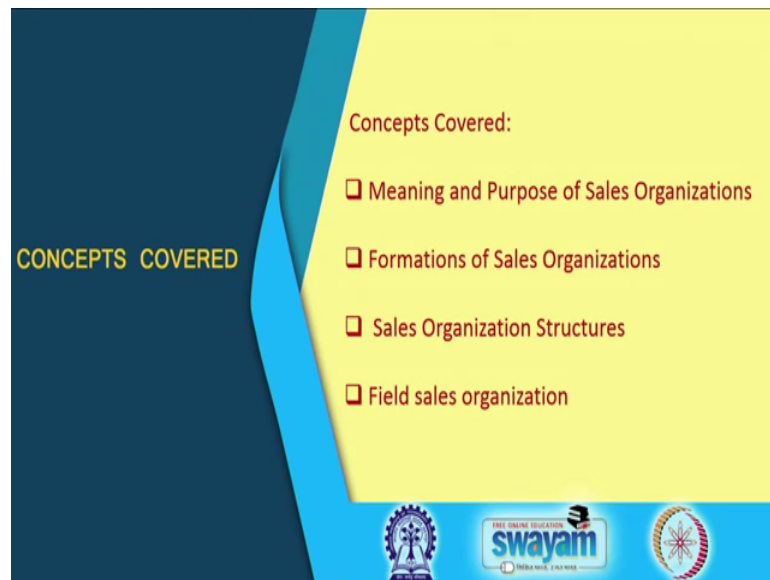 CONCEPTS COVERED
Concepts Covered:
Meaning and Purpose of Sales Organizations
Formations of Sales Organizations
Sales Organization Structures
Field sales organization
FREE ONLINE EDUCATION
swayam